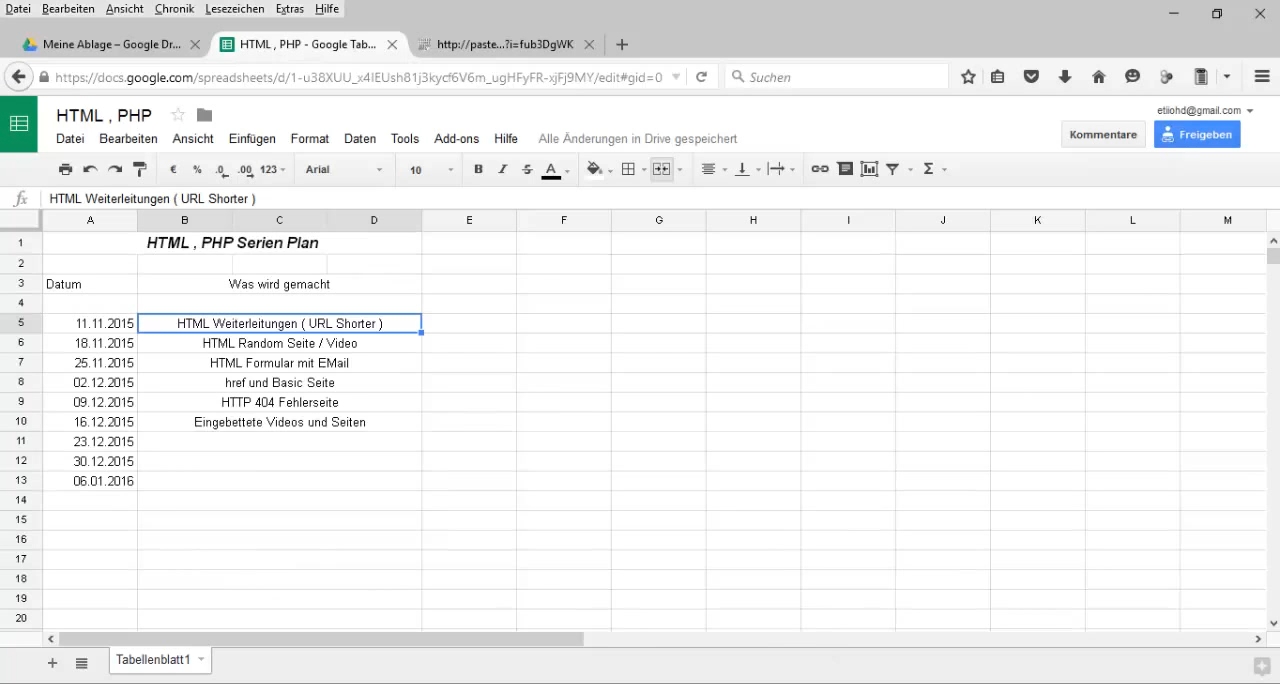 Datei Bearbeiten Ansicht Chronik Lesezeichen Extras Hilfe
Meine Ablage – Google Dr... HTML , PHP - Google Tab... http://paste...?i=fub3DgWK
https://docs.google.com/spreadsheets/d/1-u38XUU_x4IEUsh81j3kycf6V6m_ugHFyFR-xjFj9MY/edit#gid=0 Suchen
HTML , PHP
etiiohd@gmail.com
Datei Bearbeiten Ansicht Einfügen Format Daten Tools Add-ons Hilfe Alle Änderungen in Drive gespeichert
Kommentare Freigeben
€ % .0 .00 123 Arial 10 B I S A Σ
fx HTML Weiterleitungen ( URL Shorter )
A B C D E F G H I J K L M
1 HTML , PHP Serien Plan
2
3 Datum Was wird gemacht
4
5 11.11.2015 HTML Weiterleitungen ( URL Shorter )
6 18.11.2015 HTML Random Seite / Video
7 25.11.2015 HTML Formular mit EMail
8 02.12.2015 href und Basic Seite
9 09.12.2015 HTTP 404 Fehlerseite
10 16.12.2015 Eingebettete Videos und Seiten
11 23.12.2015
12 30.12.2015
13 06.01.2016
14
15
16
17
18
19
20
Tabellenblatt1